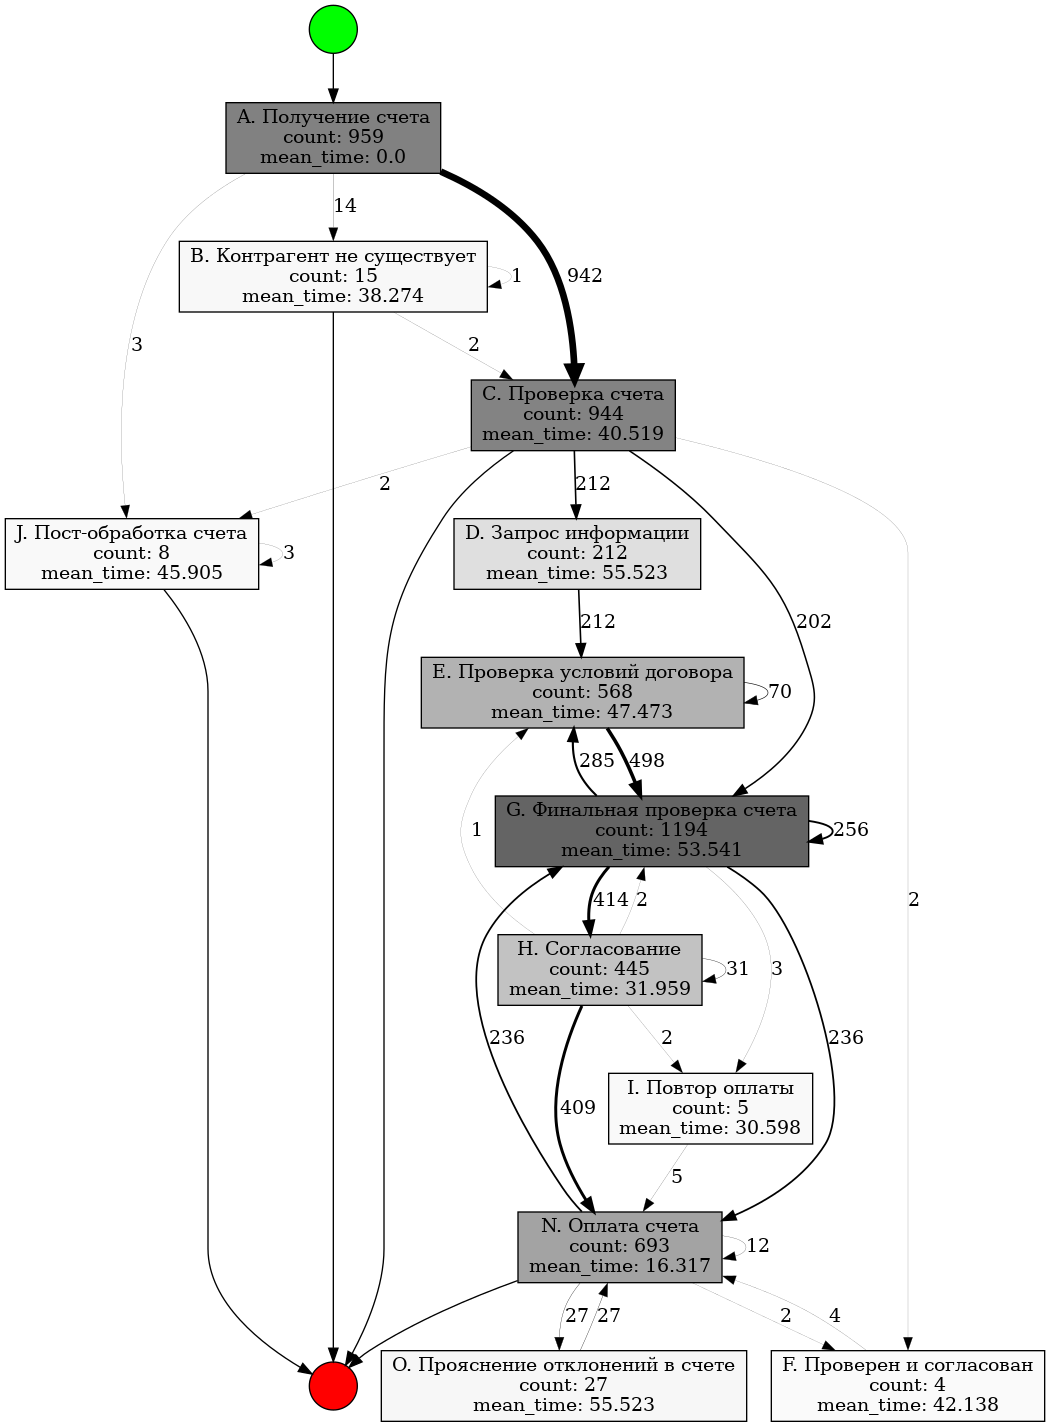 A. Получение счета
count: 959
mean_time: 0.0
14
B. Контрагент не существует
count: 15
mean_time: 38.274
1
942
3
2
C. Проверка счета
count: 944
mean_time: 40.519
2
212
J. Пост-обработка счета
count: 8
mean_time: 45.905
3
D. Запрос информации
count: 212
mean_time: 55.523
212
202
E. Проверка условий договора
count: 568
mean_time: 47.473
70
285
498
1
G. Финальная проверка счета
count: 1194
mean_time: 53.541
256
414
2
2
H. Согласование
count: 445
mean_time: 31.959
31
3
236
2
236
409
I. Повтор оплаты
count: 5
mean_time: 30.598
5
N. Оплата счета
count: 693
mean_time: 16.317
12
27
27
2
4
O. Прояснение отклонений в счете
count: 27
mean_time: 55.523
F. Проверен и согласован
count: 4
mean_time: 42.138